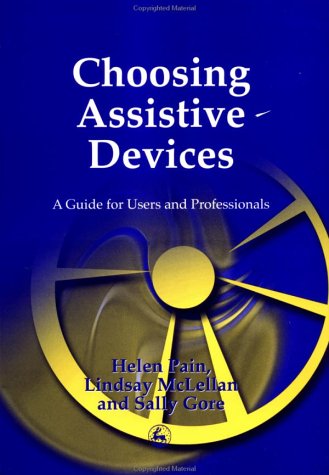 Copyrighted Material
Choosing
Assistive
Devices
A Guide for Users and Professionals
Helen Pain,
Lindsay McLellan
and Sally Gore
Copyrighted Material